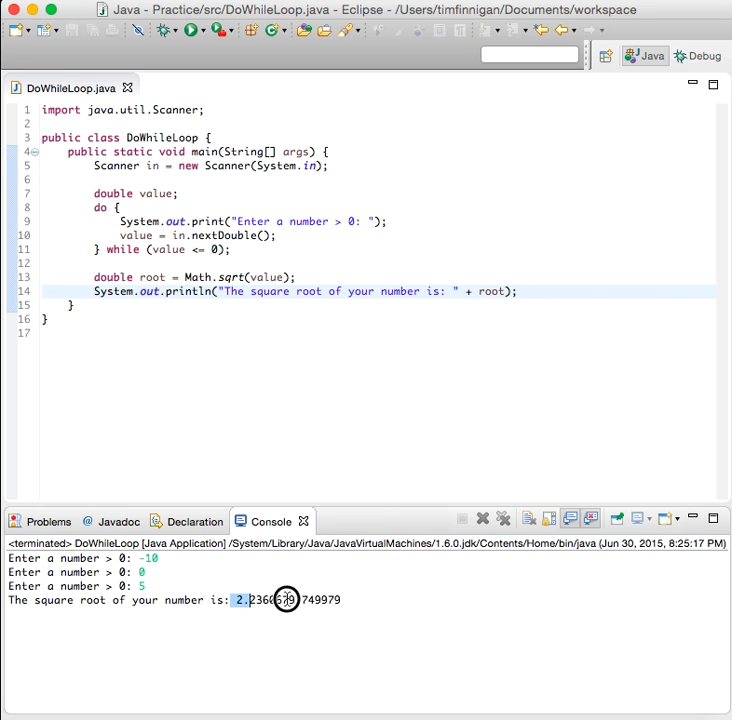 Java - Practice/src/DoWhileLoop.java - Eclipse - /Users/timfinnigan/Documents/workspace
Java Debug
DoWhileLoop.java
1 import java.util.Scanner;
2
3 public class DoWhileLoop {
4 public static void main(String[] args) {
5 Scanner in = new Scanner(System.in);
6
7 double value;
8 do {
9 System.out.print("Enter a number > 0: ");
10 value = in.nextDouble();
11 } while (value <= 0);
12
13 double root = Math.sqrt(value);
14 System.out.println("The square root of your number is: " + root);
15 }
16 }
17
Problems @ Javadoc Declaration Console
<terminated> DoWhileLoop [Java Application] /System/Library/Java/JavaVirtualMachines/1.6.0.jdk/Contents/Home/bin/java (Jun 30, 2015, 8:25:17 PM)
Enter a number > 0: -10
Enter a number > 0: 0
Enter a number > 0: 5
The square root of your number is: